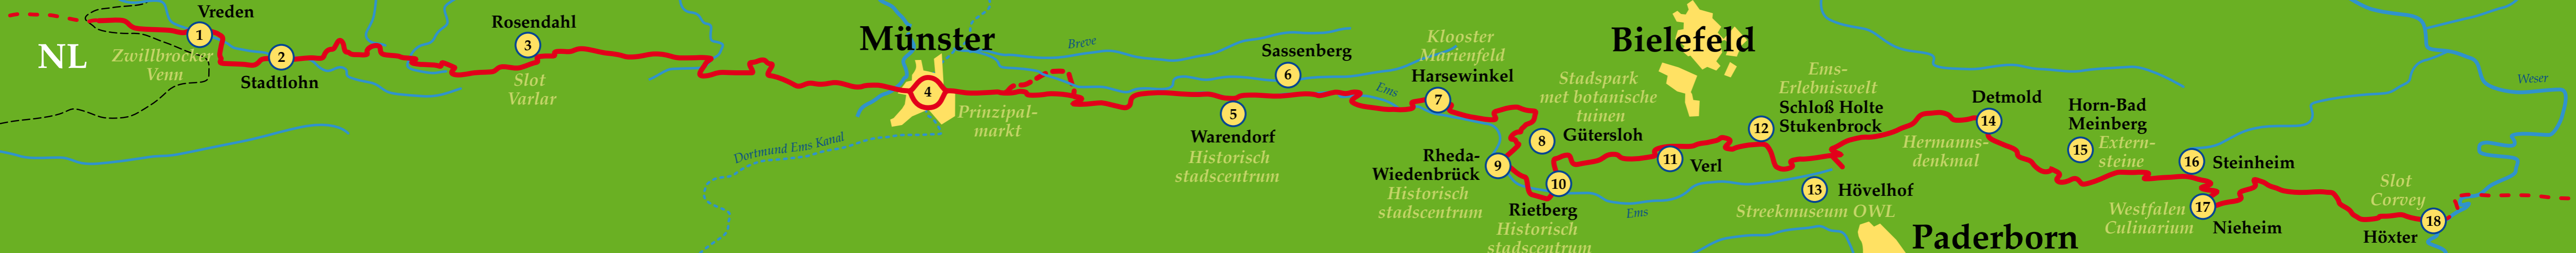 NL
Zwillbrocker
Venn
1
Vreden
2
Stadtlohn
Rosendahl
3
Slot
Varlar
Münster
4
Prinzipal-
markt
Dortmund Ems Kanal
Breve
5
Warendorf
Historisch
stadscentrum
Sassenberg
6
Klooster
Marienfeld
Harsewinkel
7
Ems
Stadspark
met botanische
tuinen
8
Gütersloh
Rheda-
Wiedenbrück
9
Historisch
stadscentrum
10
Rietberg
Historisch
stadscentrum
Bielefeld
11
Verl
Ems
Ems-
Erlebniswelt
12
Schloß Holte
Stukenbrock
13
Hövelhof
Streekmuseum OWL
Paderborn
Detmold
14
Hermanns-
denkmal
Horn-Bad
Meinberg
15
Extern-
steine
16
Steinheim
Westfalen
Culinarium
17
Nieheim
Slot
Corvey
18
Höxter
Weser